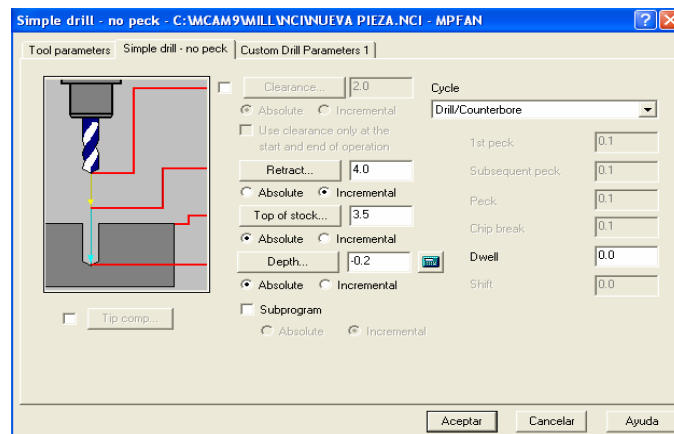 Simple drill - no peck - C:\MCAM9\MILL\NCI\NUEVA PIEZA.NCI - MPFAN
Tool parameters Simple drill - no peck Custom Drill Parameters 1
Clearance... 2.0
Absolute Incremental
Use clearance only at the
start and end of operation
Retract... 4.0
Absolute Incremental
Top of stock... 3.5
Absolute Incremental
Depth... -0.2
Absolute Incremental
Subprogram
Absolute Incremental
Tip comp...
Cycle
Drill/Counterbore
1st peck 0.1
Subsequent peck 0.1
Peck 0.1
Chip break 0.1
Dwell 0.0
Shift 0.0
Aceptar Cancelar Ayuda